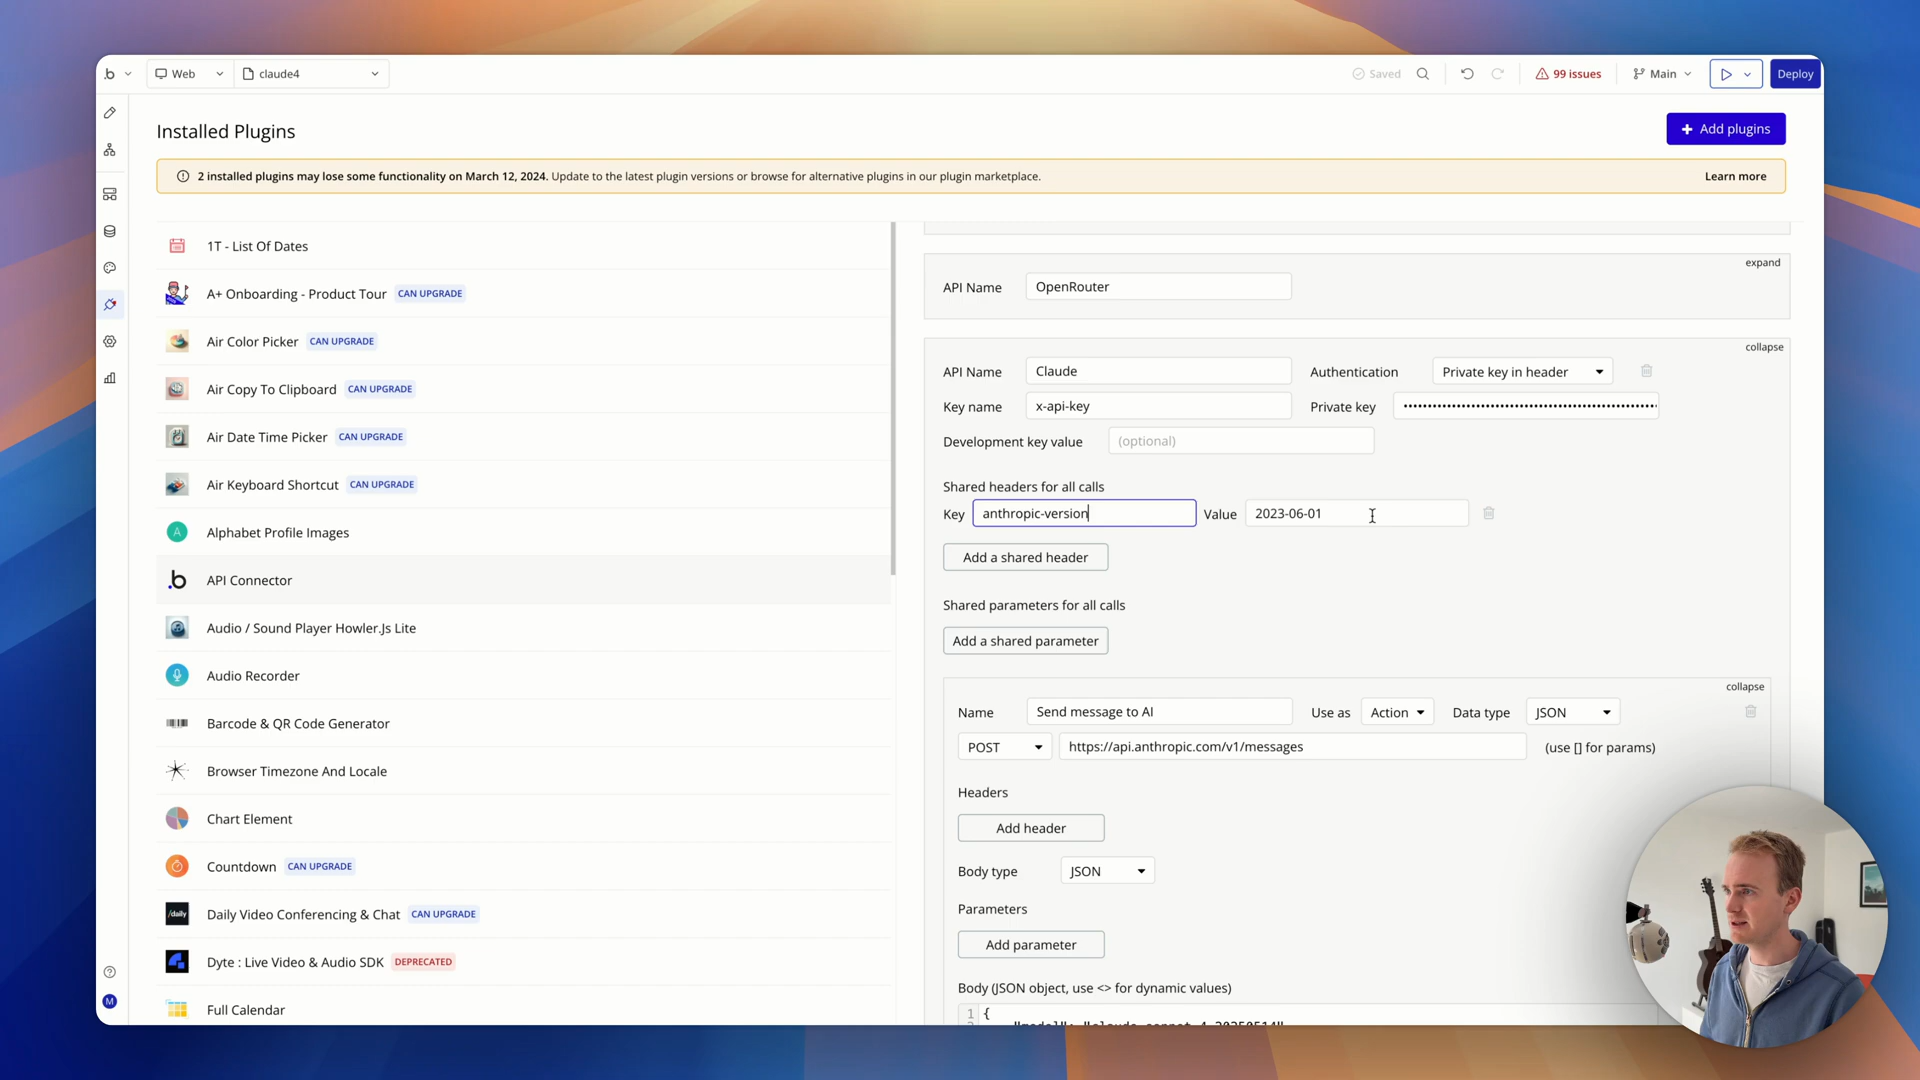 Web
claude4
Saved
99 issues
Main
Deploy
Installed Plugins
+ Add plugins
2 installed plugins may lose some functionality on March 12, 2024. Update to the latest plugin versions or browse for alternative plugins in our plugin marketplace.
Learn more
1T - List Of Dates
A+ Onboarding - Product Tour CAN UPGRADE
Air Color Picker CAN UPGRADE
Air Copy To Clipboard CAN UPGRADE
Air Date Time Picker CAN UPGRADE
Air Keyboard Shortcut CAN UPGRADE
A Alphabet Profile Images
.b API Connector
Audio / Sound Player Howler.Js Lite
Audio Recorder
Barcode & QR Code Generator
Browser Timezone And Locale
Chart Element
Countdown CAN UPGRADE
/daily Daily Video Conferencing & Chat CAN UPGRADE
Dyte : Live Video & Audio SDK DEPRECATED
Full Calendar
M
expand
API Name OpenRouter
collapse
API Name Claude Authentication Private key in header
Key name x-api-key Private key
Development key value (optional)
Shared headers for all calls
Key anthropic-version Value 2023-06-01
Add a shared header
Shared parameters for all calls
Add a shared parameter
collapse
Name Send message to AI Use as Action Data type JSON
POST https://api.anthropic.com/v1/messages (use [] for params)
Headers
Add header
Body type JSON
Parameters
Add parameter
Body (JSON object, use <> for dynamic values)
1 {